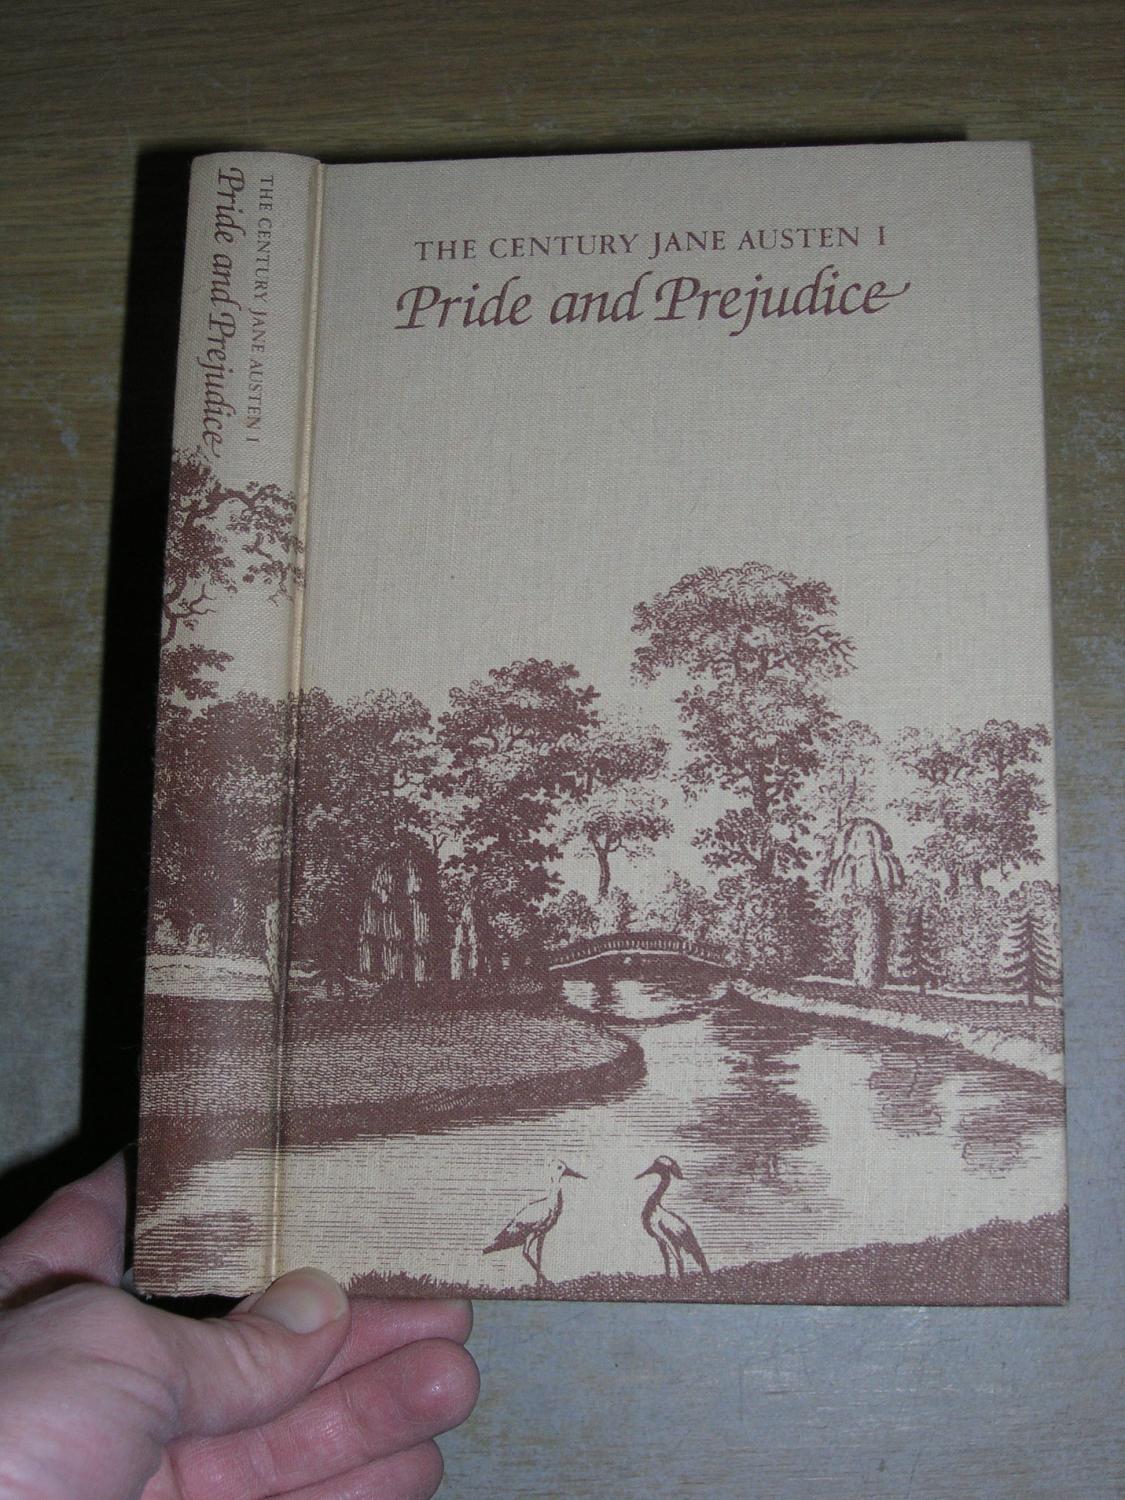 THE CENTURY JANE AUSTEN I
Pride and Prejudice
THE CENTURY JANE AUSTEN I
Pride and Prejudice